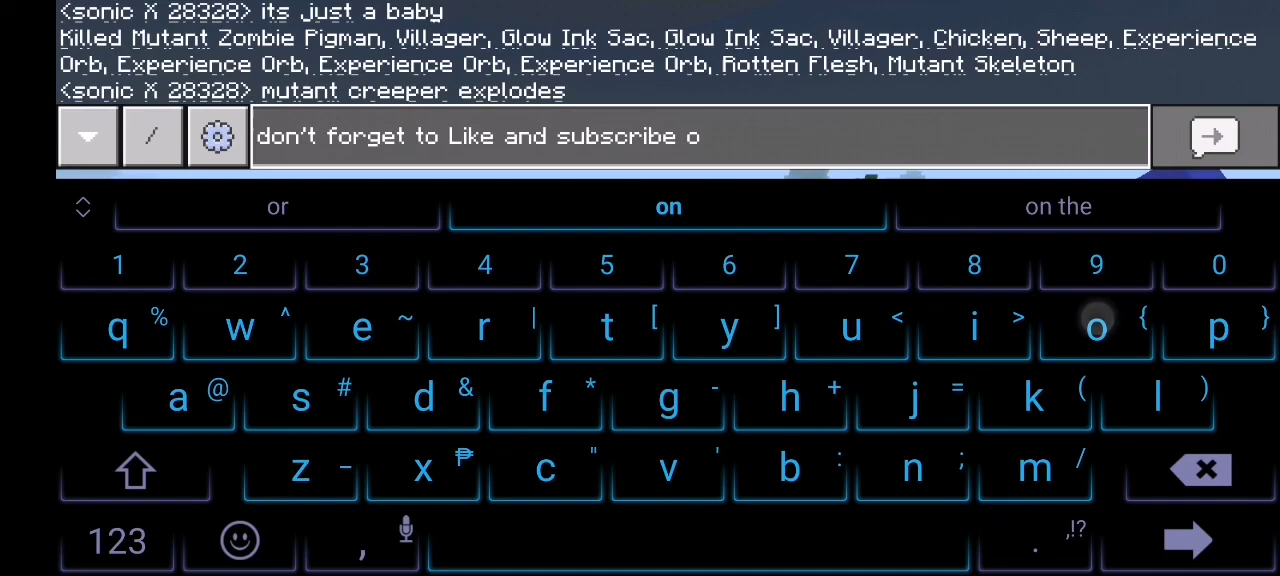 <sonic X 28328> its just a baby
Killed Mutant Zombie Pigman, Villager, Glow Ink Sac, Glow Ink Sac, Villager, Chicken, Sheep, Experience
Orb, Experience Orb, Experience Orb, Experience Orb, Rotten Flesh, Mutant Skeleton
<sonic X 28328> mutant creeper explodes
/ don't forget to Like and subscribe o
or on on the
1 2 3 4 5 6 7 8 9 0
q % w ^ e ~ r | t [ y ] u < i > o { p }
a @ s # d & f * g - h + j = k ( l )
z – x ₱ c " v ' b : n ; m /
123 , . ,!?